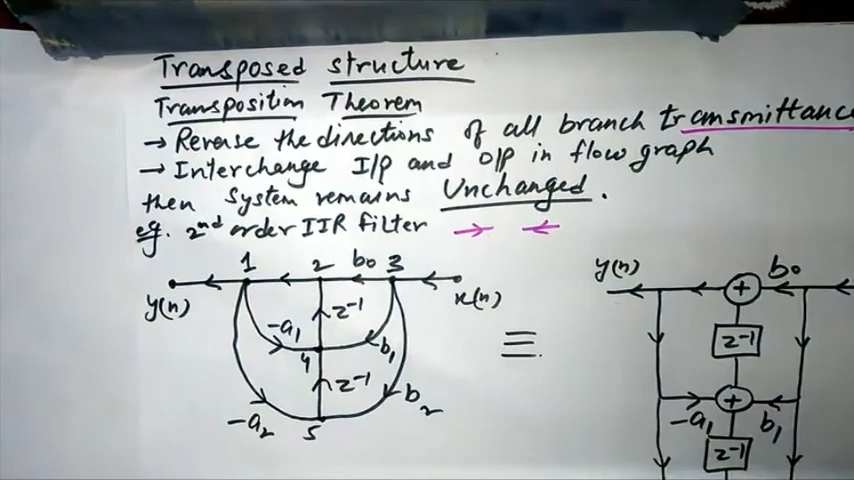 Transposed structure
Transposition Theorem
→ Reverse the directions of all branch transmittance
→ Interchange I/p and O/p in flow graph
then System remains Unchanged.
eg. 2nd order IIR filter
1 2 b0 3
y(n) x(n)
z-1
-a1 b1
4
z-1
-a2 b2
5
≡
y(n) + b0
z-1
+
-a1 b1
z-1